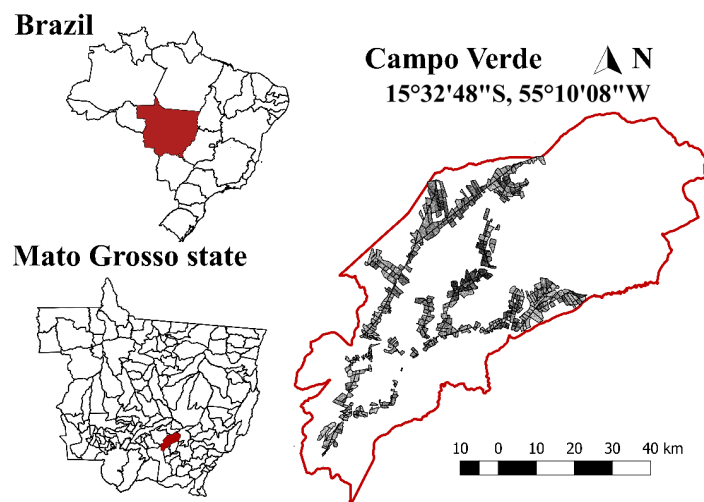 Brazil
Campo Verde N
15°32'48"S, 55°10'08"W
Mato Grosso state
10 0 10 20 30 40 km